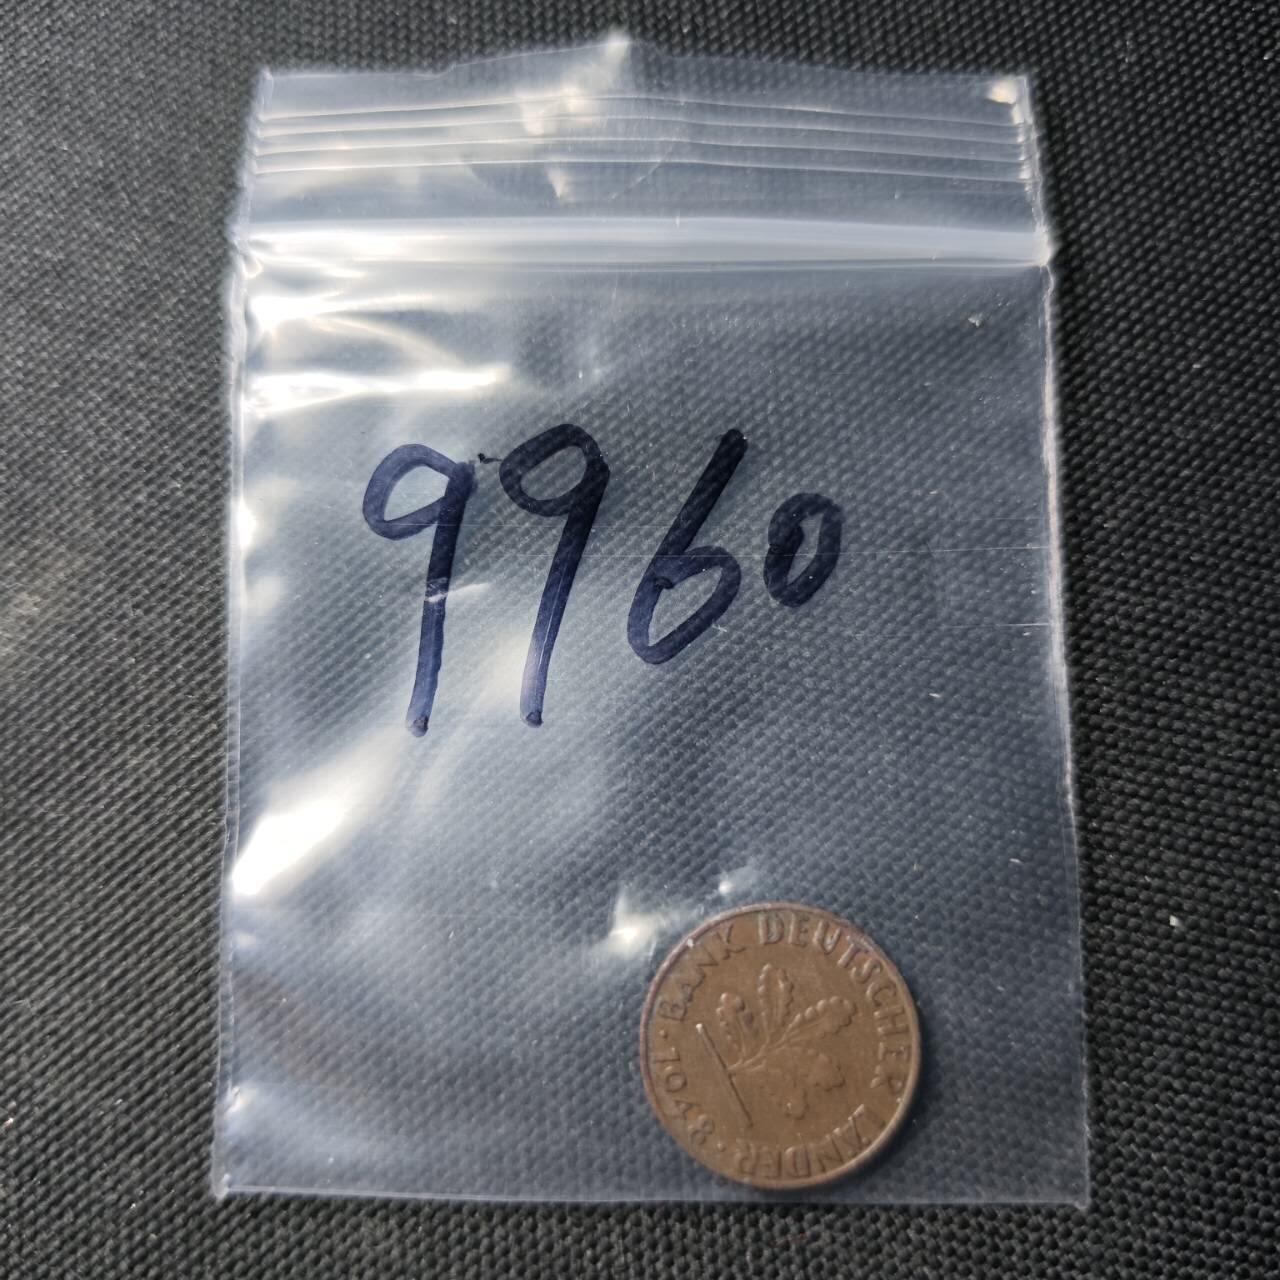 9960
BANK DEUTSCHER LÄNDER · 1948 ·